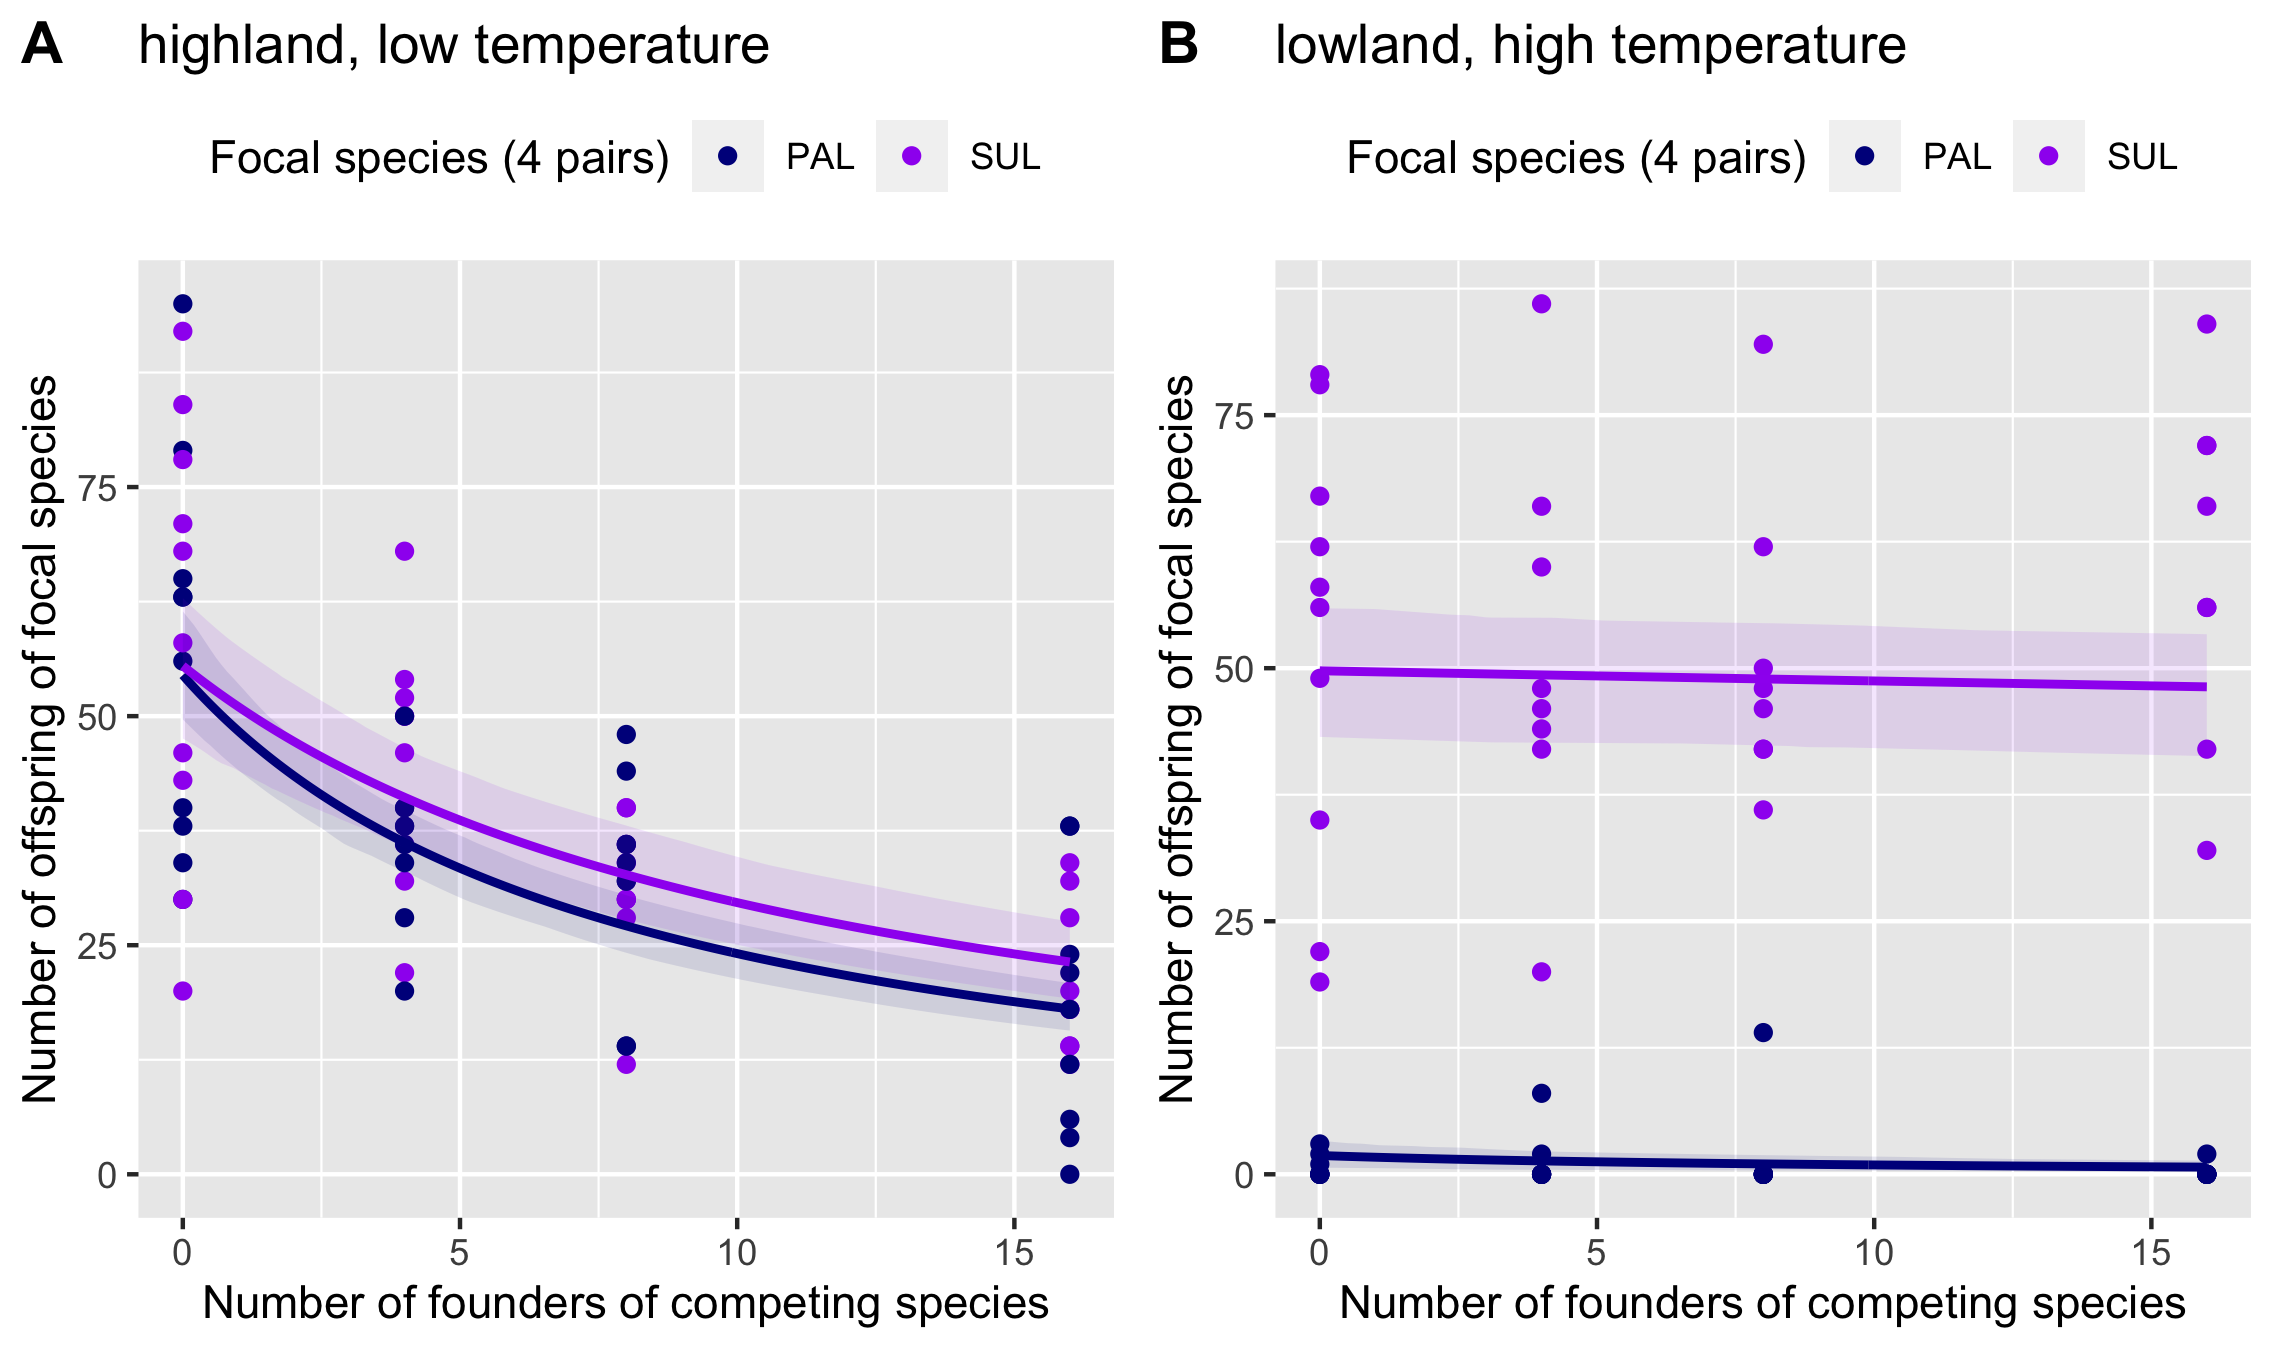 A highland, low temperature
Focal species (4 pairs) PAL SUL
Number of offspring of focal species
75
50
25
0
0 5 10 15
Number of founders of competing species
B lowland, high temperature
Focal species (4 pairs) PAL SUL
Number of offspring of focal species
75
50
25
0
0 5 10 15
Number of founders of competing species